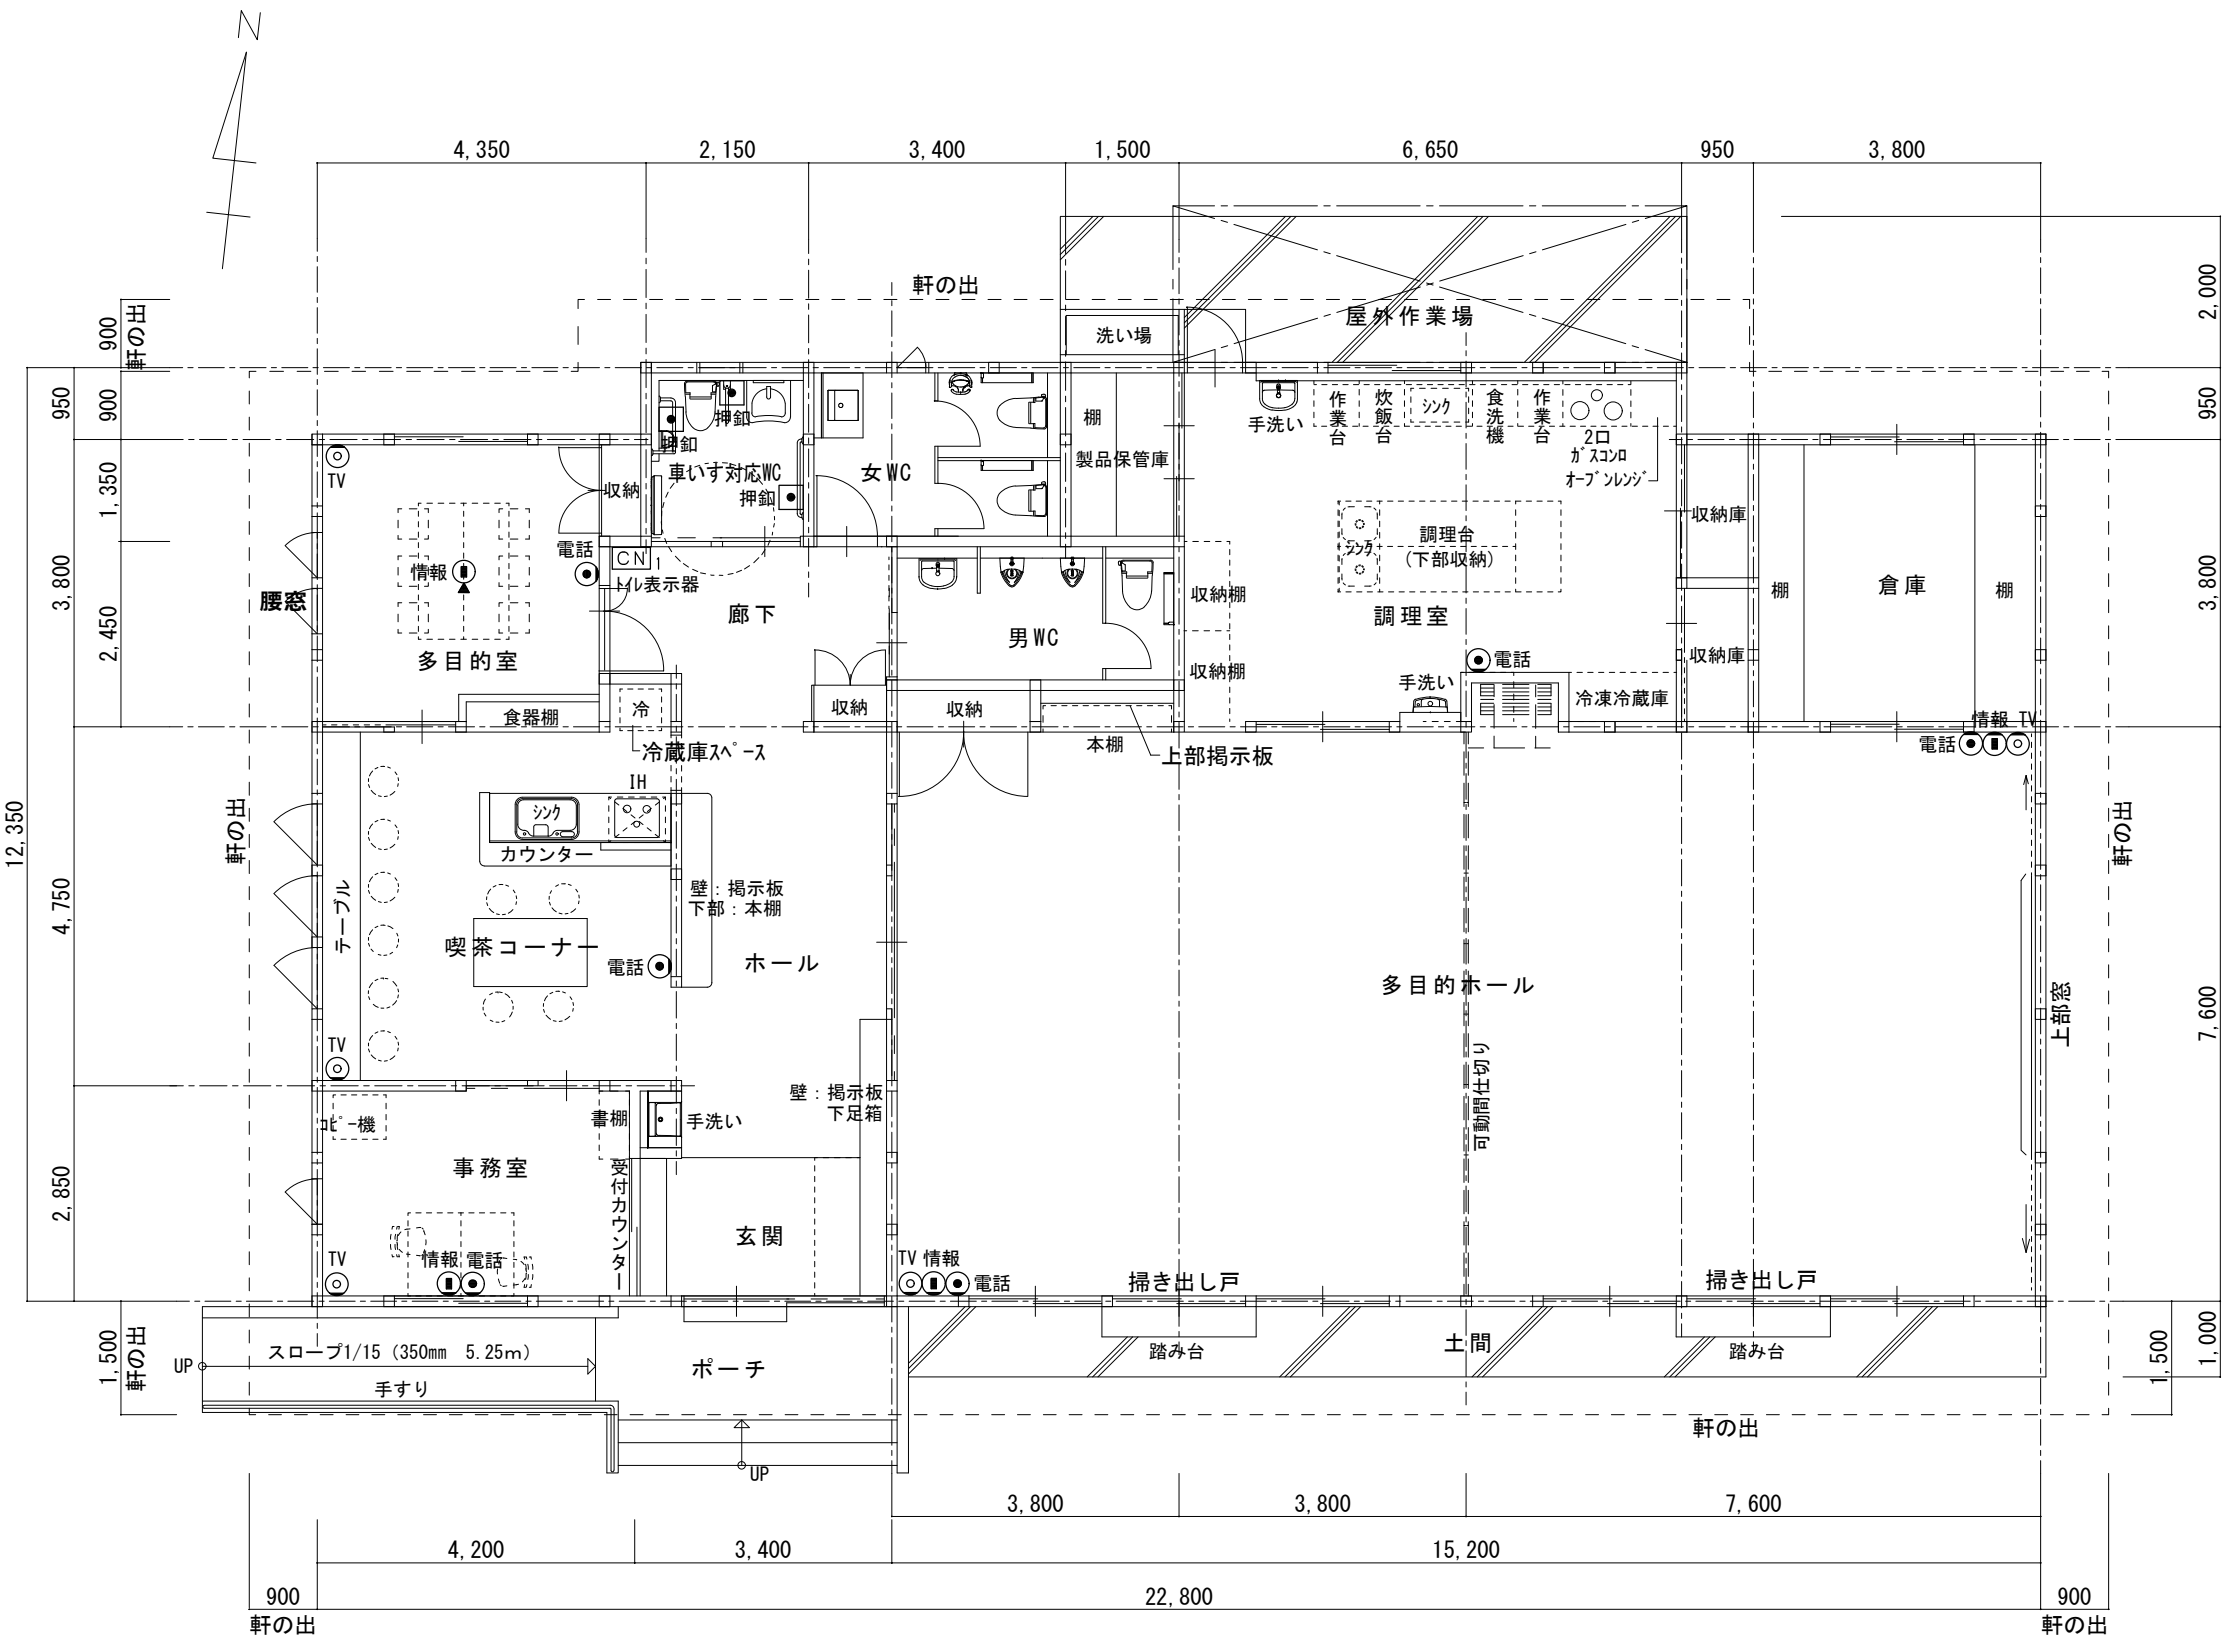 N
4,350
2,150
3,400
1,500
6,650
950
3,800
軒の出
900
軒の出
2,000
洗い場
屋外作業場
950
900
950
押釦
押釦
車いす対応WC
押釦
女WC
棚
製品保管庫
手洗い
作業台
炊飯台
シンク
食洗機
作業台
2口
ガスコンロ
オーブンレンジ
TV
収納
1,350
3,800
2,450
電話
情報
腰窓
多目的室
CN
トイレ表示器
廊下
男WC
収納棚
収納棚
シンク
調理台
(下部収納)
調理室
収納庫
収納庫
棚
倉庫
棚
3,800
電話
手洗い
冷凍冷蔵庫
食器棚
冷
収納
収納
本棚
上部掲示板
冷蔵庫スペース
情報 TV
電話
IH
シンク
カウンター
軒の出
12,350
4,750
テーブル
壁：掲示板
下部：本棚
喫茶コーナー
電話
ホール
多目的ホール
軒の出
上部窓
7,600
TV
可動間仕切り
壁：掲示板
下足箱
コピー機
書棚
手洗い
事務室
受付カウンター
玄関
2,850
TV
情報 電話
TV 情報
電話
掃き出し戸
掃き出し戸
1,500
軒の出
UP
スロープ1/15 (350mm 5.25m)
手すり
ポーチ
踏み台
土間
踏み台
1,500
1,000
軒の出
UP
3,800
3,800
7,600
4,200
3,400
15,200
900
22,800
900
軒の出
軒の出